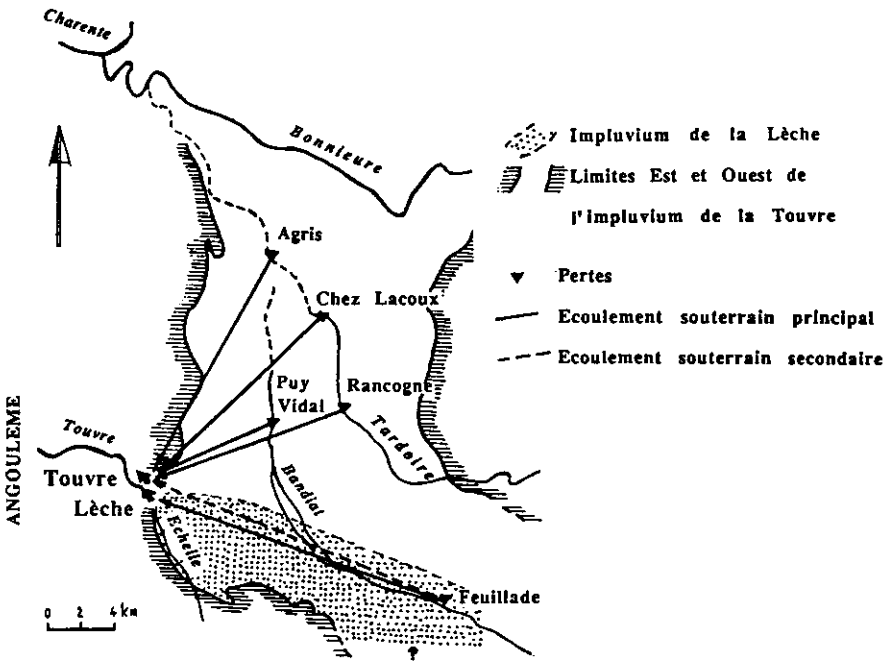 Charente
Bonnieure
Impluvium de la Lèche
Limites Est et Ouest de
l'impluvium de la Touvre
Pertes
Ecoulement souterrain principal
Ecoulement souterrain secondaire
Agris
Chez Lacoux
Puy
Vidal
Rancogne
Tardoire
Touvre
ANGOULEME
Touvre
Lèche
Bandiat
Echelle
Feuillade
0 2 4 km
?